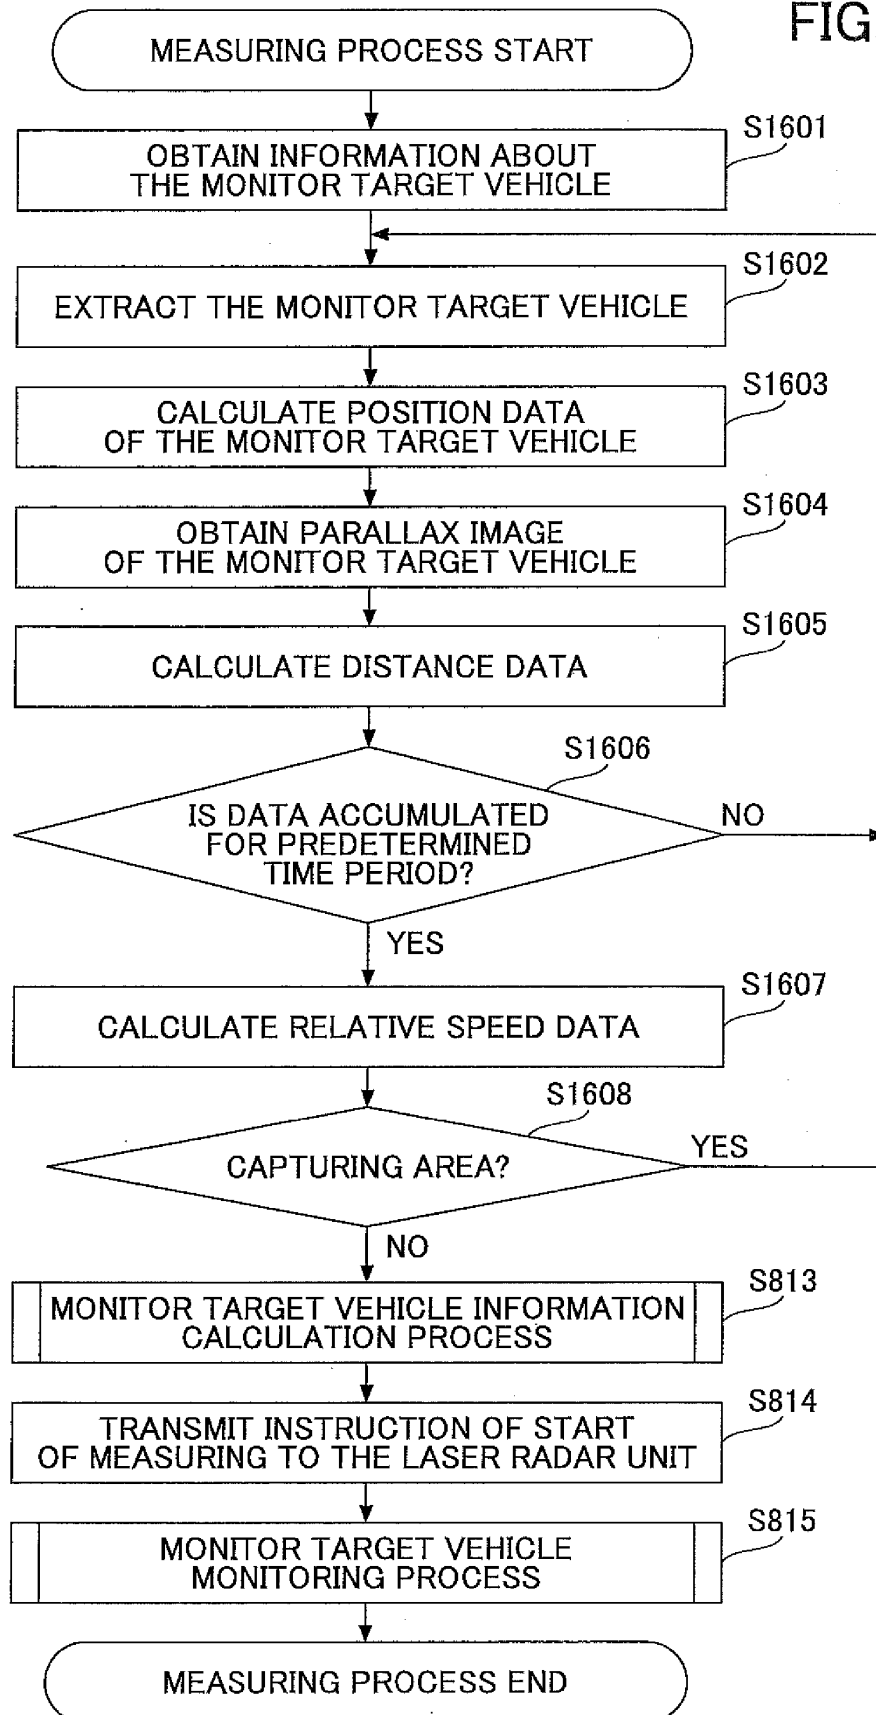 FIG
MEASURING PROCESS START
S1601
OBTAIN INFORMATION ABOUT
THE MONITOR TARGET VEHICLE
S1602
EXTRACT THE MONITOR TARGET VEHICLE
S1603
CALCULATE POSITION DATA
OF THE MONITOR TARGET VEHICLE
S1604
OBTAIN PARALLAX IMAGE
OF THE MONITOR TARGET VEHICLE
S1605
CALCULATE DISTANCE DATA
S1606
IS DATA ACCUMULATED
FOR PREDETERMINED
TIME PERIOD?
NO
YES
S1607
CALCULATE RELATIVE SPEED DATA
S1608
CAPTURING AREA?
YES
NO
S813
MONITOR TARGET VEHICLE INFORMATION
CALCULATION PROCESS
S814
TRANSMIT INSTRUCTION OF START
OF MEASURING TO THE LASER RADAR UNIT
S815
MONITOR TARGET VEHICLE
MONITORING PROCESS
MEASURING PROCESS END